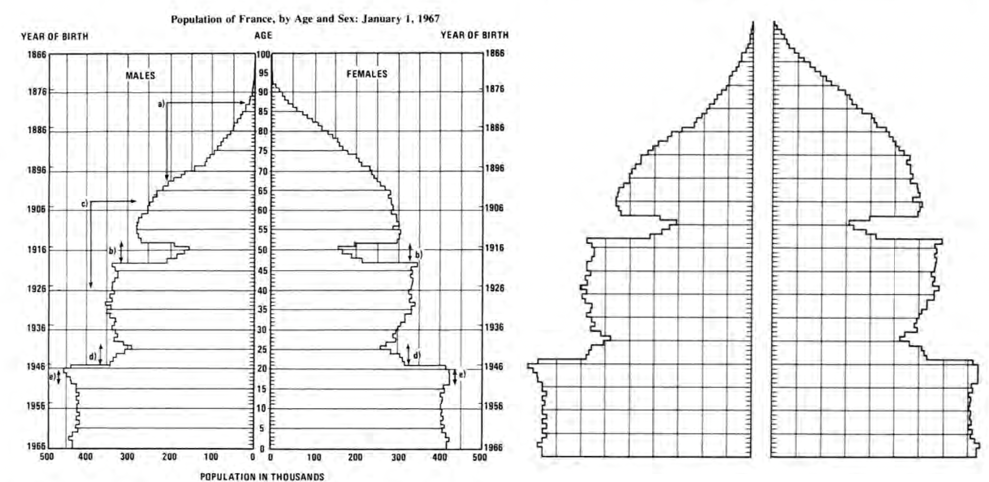 Population of France, by Age and Sex: January 1, 1967
YEAR OF BIRTH AGE YEAR OF BIRTH
1866 100 1866
95
MALES FEMALES
1876 90 1876
a)
85
1886 80 1886
75
1896 70 1896
65
c)
1906 60 1906
55
1916 50 1916
b) b)
45
1926 40 1926
35
1936 30 1936
d) 25 d)
1946 20 1946
e) e)
15
1956 10 1956
5
1966 0 1966
500 400 300 200 100 0 0 100 200 300 400 500
POPULATION IN THOUSANDS